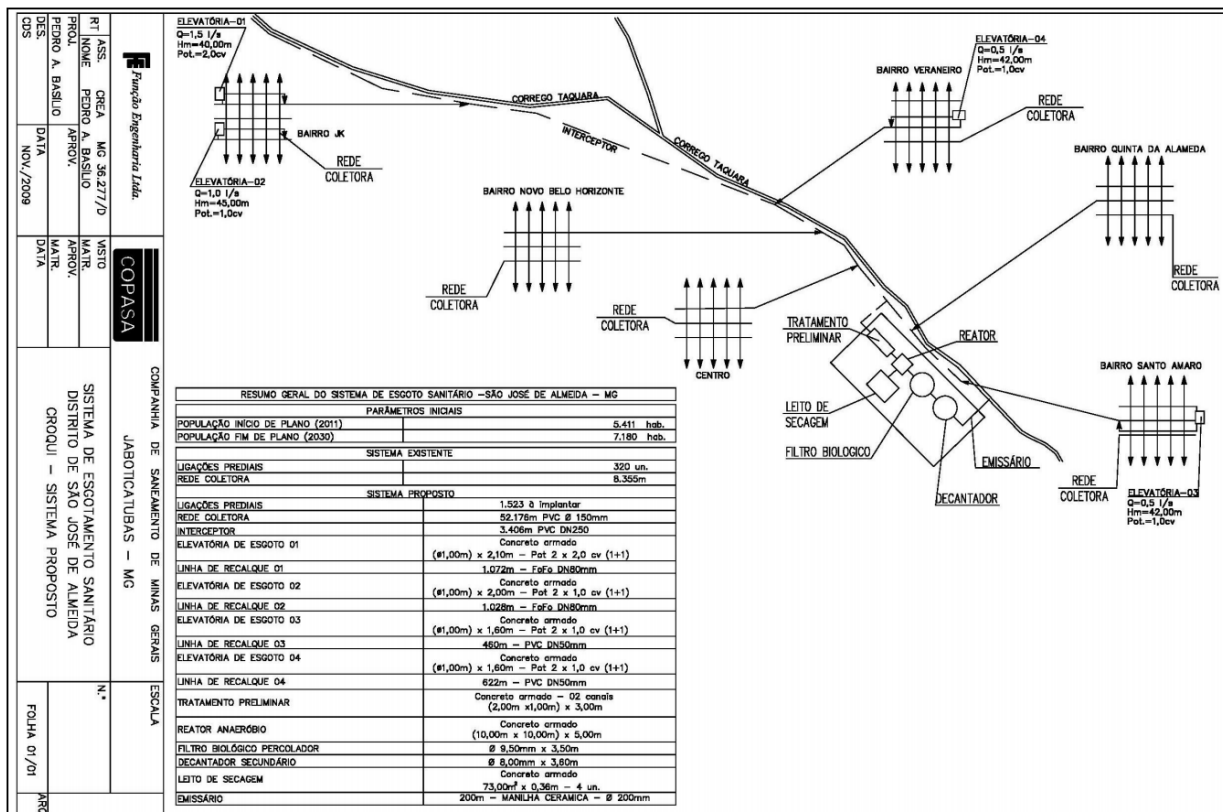 ELEVATÓRIA-01
Q=1,5 l/s
Hm=40,00m
Pot.=2,0cv
BAIRRO JK
REDE
COLETORA
ELEVATÓRIA-02
Q=1,0 l/s
Hm=45,00m
Pot.=1,0cv
CORREGO TAQUARA
INTERCEPTOR
CORREGO TAQUARA
ELEVATÓRIA-04
Q=0,5 l/s
Hm=42,00m
Pot.=1,0cv
BAIRRO VERANEIRO
REDE
COLETORA
BAIRRO QUINTA DA ALAMEDA
REDE
COLETORA
BAIRRO NOVO BELO HORIZONTE
REDE
COLETORA
REDE
COLETORA
CENTRO
TRATAMENTO
PRELIMINAR
REATOR
LEITO DE
SECAGEM
FILTRO BIOLOGICO
EMISSÁRIO
DECANTADOR
BAIRRO SANTO AMARO
REDE
COLETORA
ELEVATÓRIA-03
Q=0,5 l/s
Hm=42,00m
Pot.=1,0cv
RESUMO GERAL DO SISTEMA DE ESGOTO SANITÁRIO -SÃO JOSÉ DE ALMEIDA - MG
PARÂMETROS INICIAIS
POPULAÇÃO INÍCIO DE PLANO (2011) 5.411 hab.
POPULAÇÃO FIM DE PLANO (2030) 7.180 hab.
SISTEMA EXISTENTE
LIGAÇÕES PREDIAIS 320 un.
REDE COLETORA 8.355m
SISTEMA PROPOSTO
LIGAÇÕES PREDIAIS 1.523 à implantar
REDE COLETORA 52.176m PVC Ø 150mm
INTERCEPTOR 3.406m PVC DN250
ELEVATÓRIA DE ESGOTO 01 Concreto armado
(ø1,00m) x 2,10m - Pot 2 x 2,0 cv (1+1)
LINHA DE RECALQUE 01 1.072m - FoFo DN80mm
ELEVATÓRIA DE ESGOTO 02 Concreto armado
(ø1,00m) x 2,00m - Pot 2 x 1,0 cv (1+1)
LINHA DE RECALQUE 02 1.028m - FoFo DN80mm
ELEVATÓRIA DE ESGOTO 03 Concreto armado
(ø1,00m) x 1,60m - Pot 2 x 1,0 cv (1+1)
LINHA DE RECALQUE 03 460m - PVC DN50mm
ELEVATÓRIA DE ESGOTO 04 Concreto armado
(ø1,00m) x 1,60m - Pot 2 x 1,0 cv (1+1)
LINHA DE RECALQUE 04 622m - PVC DN50mm
TRATAMENTO PRELIMINAR Concreto armado - 02 canais
(2,00m x1,00m) x 3,00m
REATOR ANAERÓBIO Concreto armado
(10,00m x 10,00m) x 5,00m
FILTRO BIOLÓGICO PERCOLADOR Ø 9,50mm x 3,50m
DECANTADOR SECUNDÁRIO Ø 8,00mm x 3,60m
LEITO DE SECAGEM Concreto armado
73,00m² x 0,36m - 4 un.
EMISSÁRIO 200m - MANILHA CERAMICA - Ø 200mm
FE Função Engenharia Ltda.
ASS. CREA MG 36.277/D
RT NOME PEDRO A. BASÍLIO
PROJ. APROV.
PEDRO A. BASÍLIO
DES. DATA
CDS NOV./2009
COPASA
VISTO
MATR.
APROV.
MATR.
DATA
COMPANHIA DE SANEAMENTO DE MINAS GERAIS
JABOTICATUBAS - MG
SISTEMA DE ESGOTAMENTO SANITÁRIO
DISTRITO DE SÃO JOSÉ DE ALMEIDA
CROQUI - SISTEMA PROPOSTO
ESCALA
N.º
FOLHA 01/01
ARQ